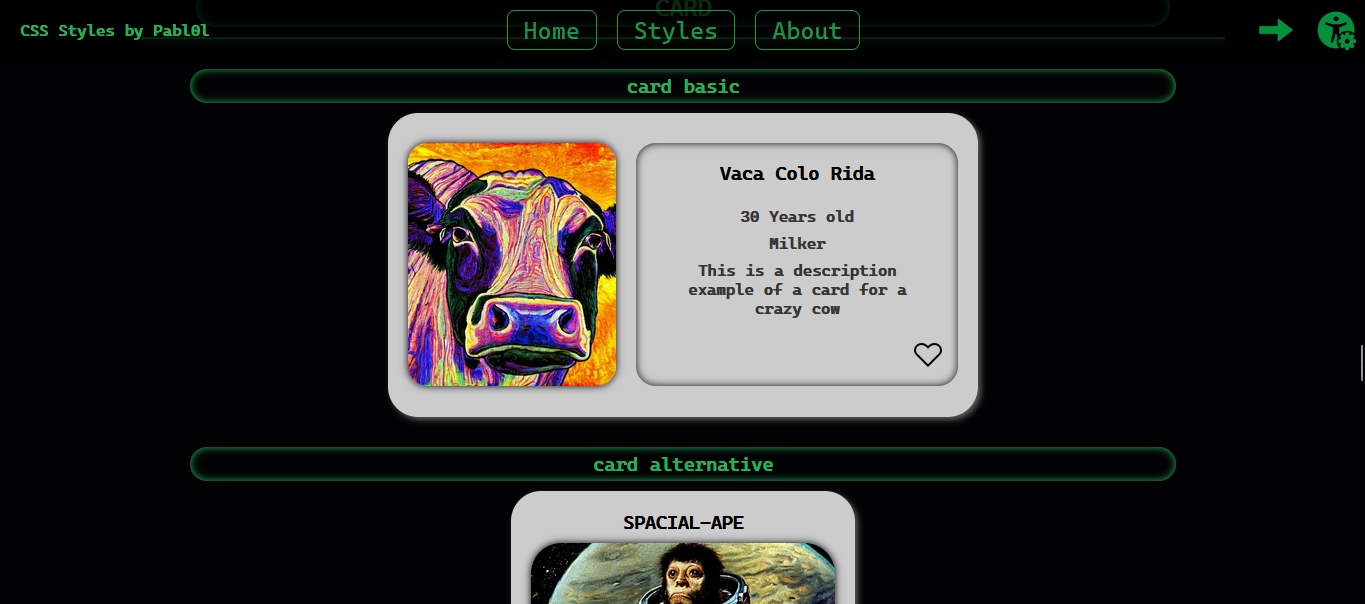 CARD
CSS Styles by Pabl0l
Home
Styles
About
card basic
Vaca Colo Rida
30 Years old
Milker
This is a description
example of a card for a
crazy cow
card alternative
SPACIAL-APE